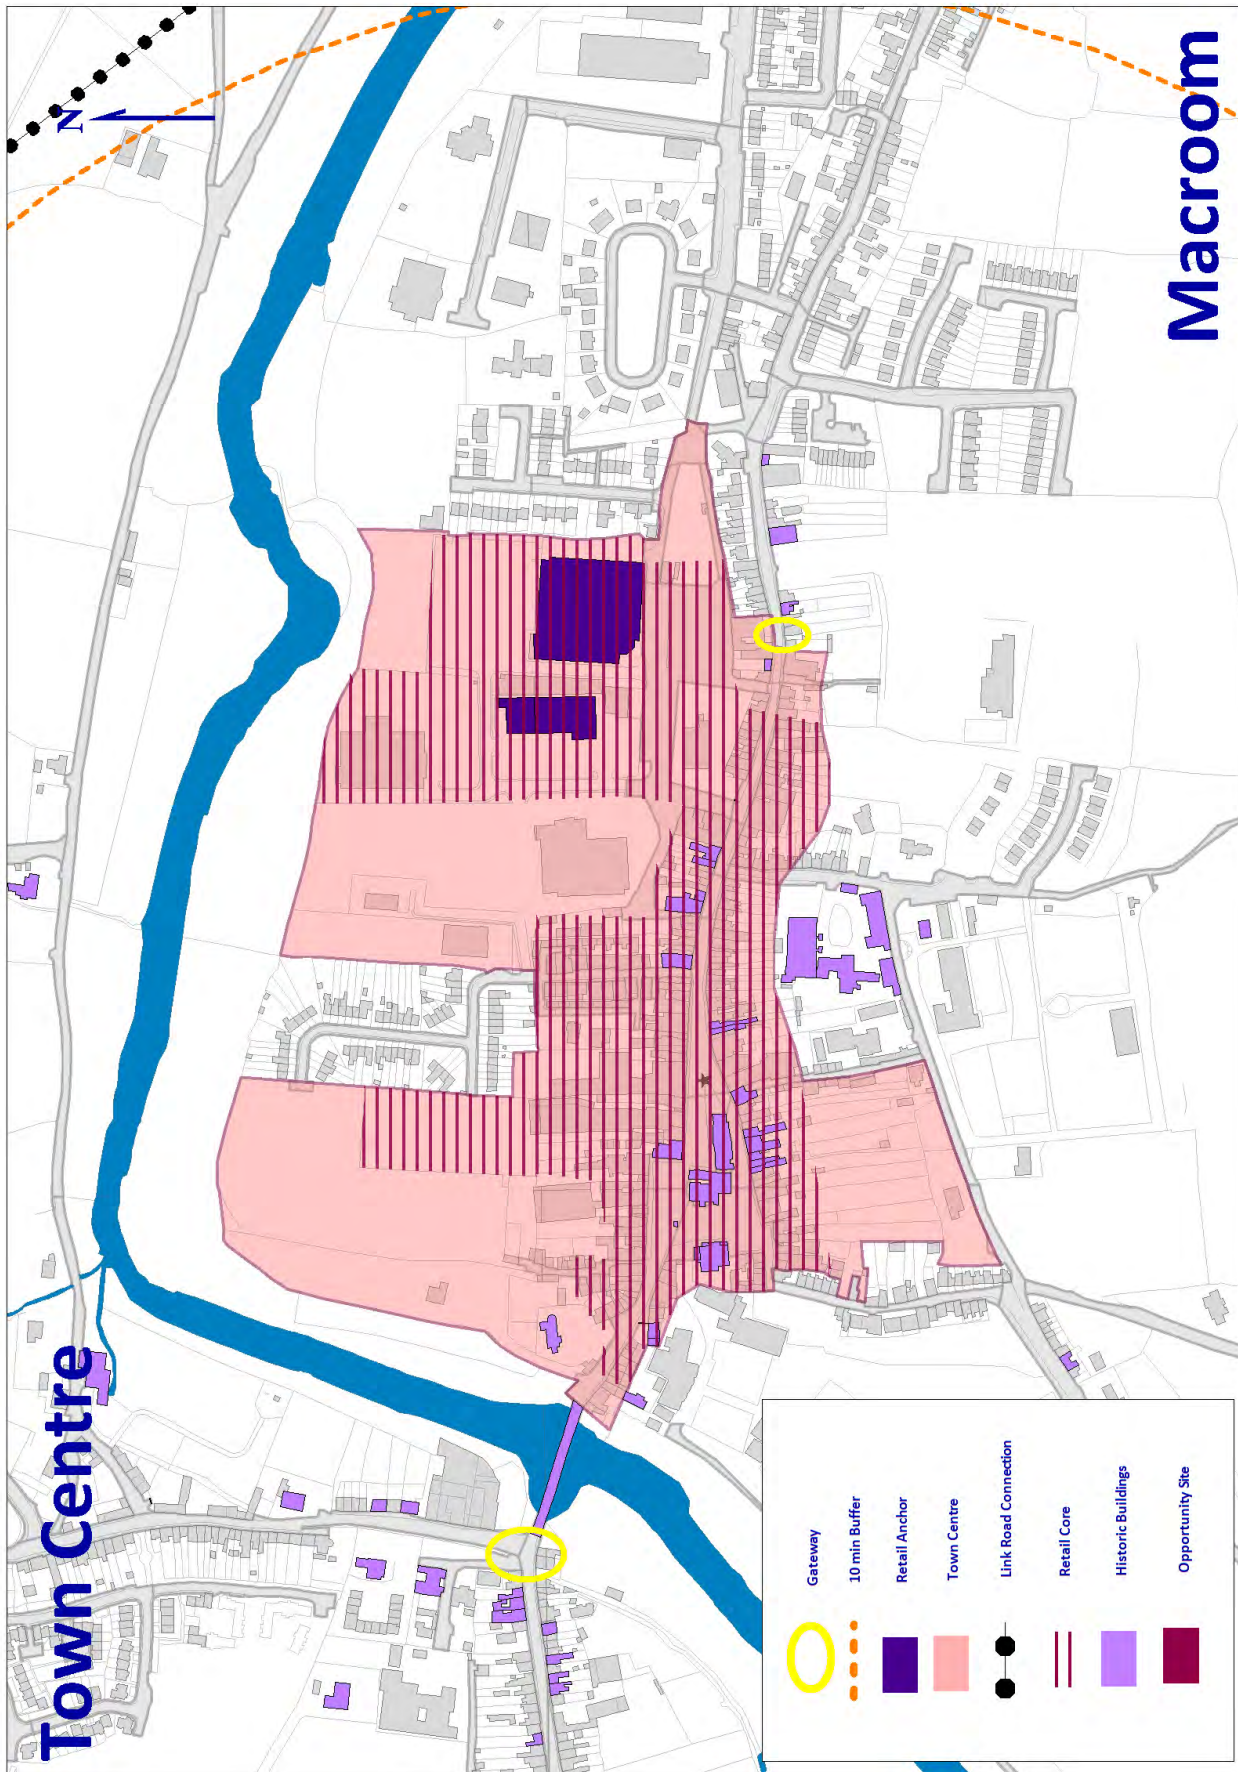 Town Centre
Macroom
N
Gateway
10 min Buffer
Retail Anchor
Town Centre
Link Road Connection
Retail Core
Historic Buildings
Opportunity Site